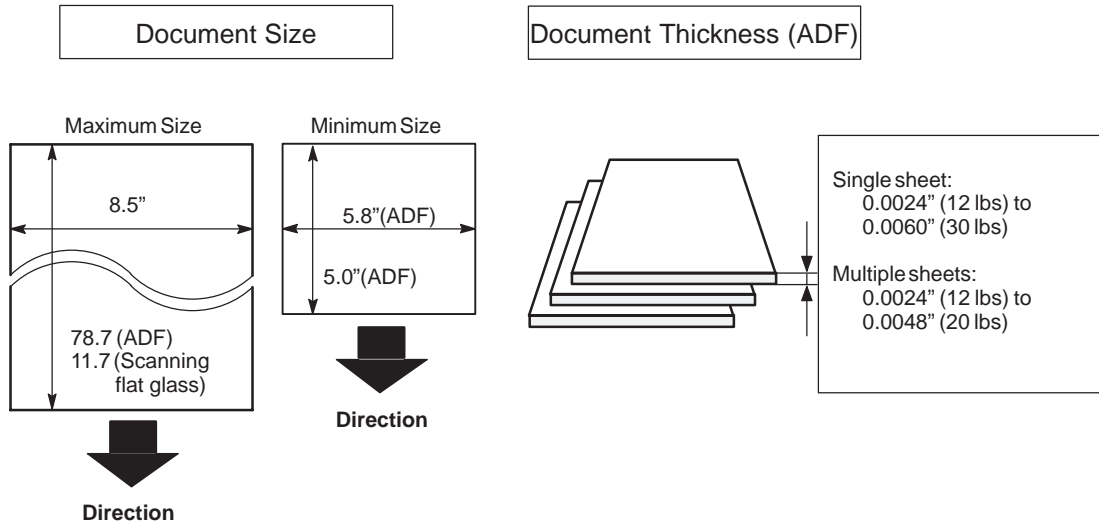 Document Size
Document Thickness (ADF)
Maximum Size
Minimum Size
8.5”
5.8”(ADF)
5.0”(ADF)
78.7 (ADF)
11.7 (Scanning
flat glass)
Direction
Direction
Single sheet:
0.0024” (12 lbs) to
0.0060” (30 lbs)
Multiple sheets:
0.0024” (12 lbs) to
0.0048” (20 lbs)